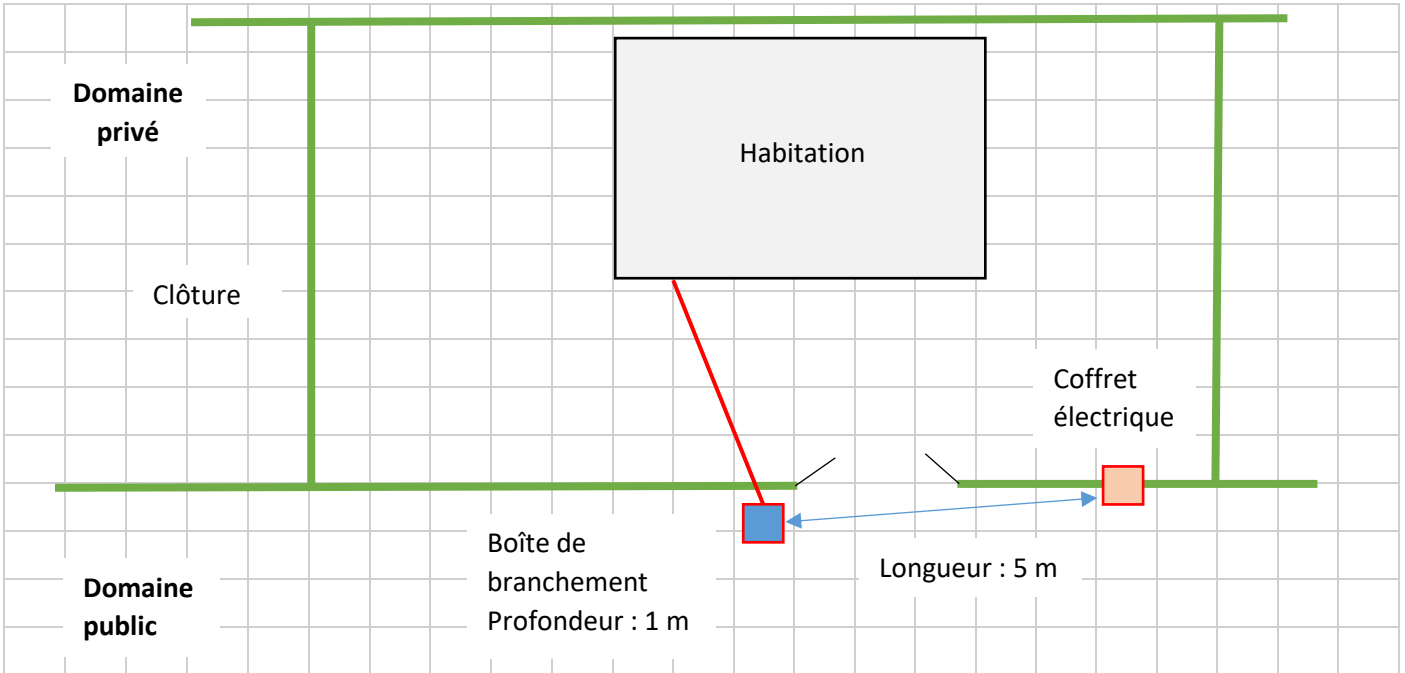 Domaine
privé
Habitation
Clôture
Coffret
électrique
Boîte de
branchement
Profondeur : 1 m
Longueur : 5 m
Domaine
public